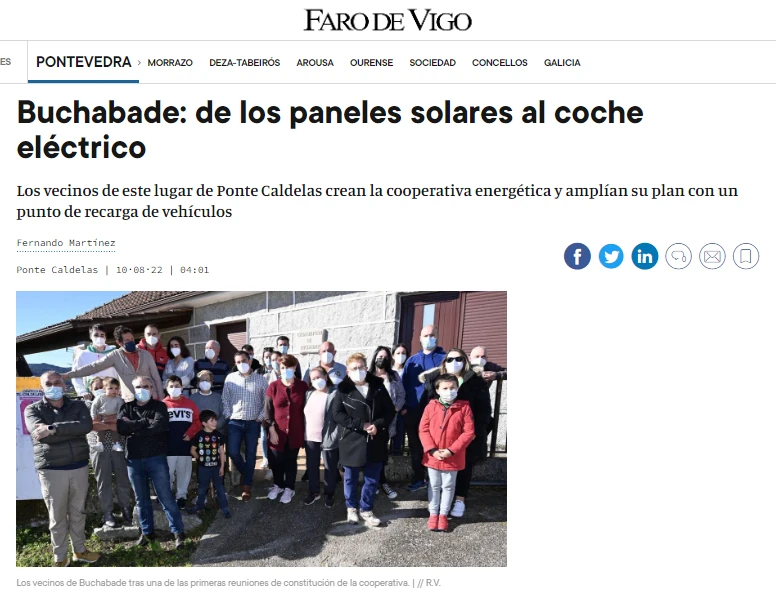 FARO DE VIGO
ES PONTEVEDRA › MORRAZO DEZA-TABEIRÓS AROUSA OURENSE SOCIEDAD CONCELLOS GALICIA
Buchabade: de los paneles solares al coche
eléctrico
Los vecinos de este lugar de Ponte Caldelas crean la cooperativa energética y amplían su plan con un
punto de recarga de vehículos
Fernando Martínez
Ponte Caldelas | 10·08·22 | 04:01
LEVI'S
Los vecinos de Buchabade tras una de las primeras reuniones de constitución de la cooperativa. | // R.V.